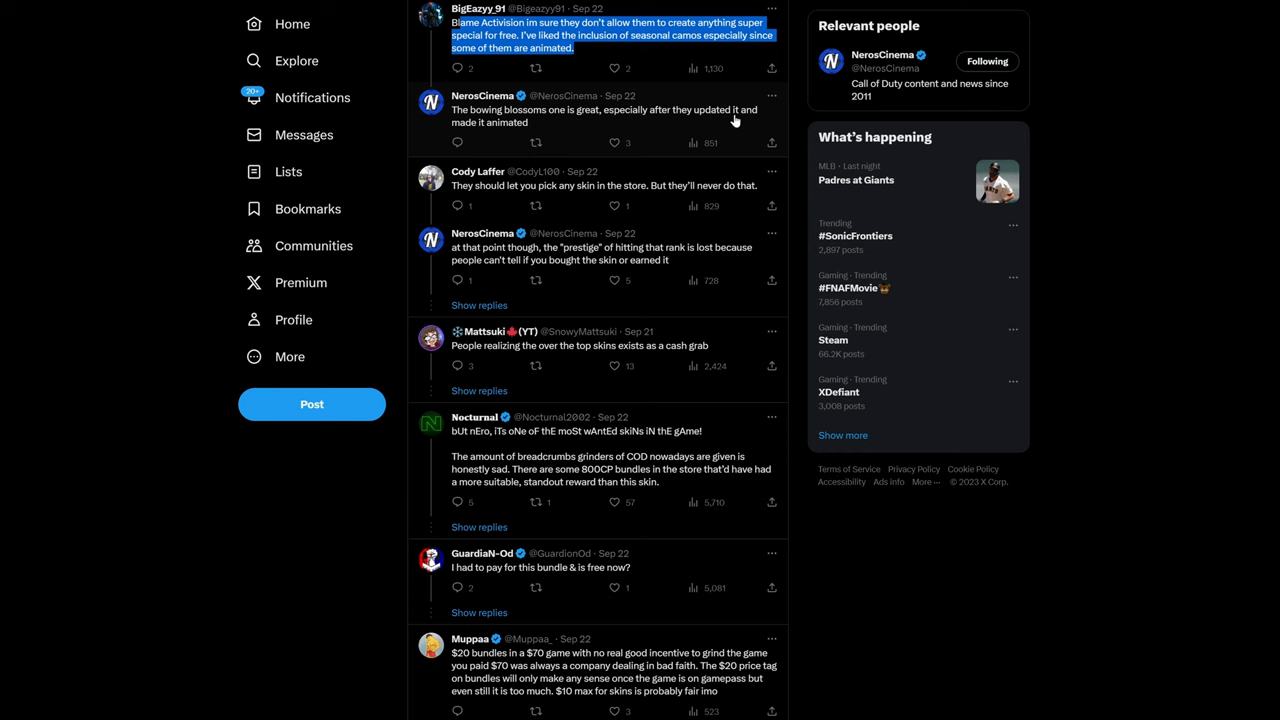 Home
Explore
20+
Notifications
Messages
Lists
Bookmarks
Communities
Premium
Profile
More
Post
BigEazyy_91 @Bigeazyy91 · Sep 22
Blame Activision im sure they don't allow them to create anything super
special for free. I've liked the inclusion of seasonal camos especially since
some of them are animated.
2 2 1,130
NerosCinema @NerosCinema · Sep 22
The bowing blossoms one is great, especially after they updated it and
made it animated
3 851
Cody Laffer @CodyL100 · Sep 22
They should let you pick any skin in the store. But they'll never do that.
1 1 829
NerosCinema @NerosCinema · Sep 22
at that point though, the "prestige" of hitting that rank is lost because
people can't tell if you bought the skin or earned it
1 5 728
Show replies
❄️Mattsuki🍁(YT) @SnowyMattsuki · Sep 21
People realizing the over the top skins exists as a cash grab
3 13 2,424
Show replies
Nocturnal @Nocturnal2002 · Sep 22
bUt nEro, iTs oNe oF thE moSt wAntEd skiNs iN thE gAme!
The amount of breadcrumbs grinders of COD nowadays are given is
honestly sad. There are some 800CP bundles in the store that'd have had
a more suitable, standout reward than this skin.
5 1 57 5,710
Show replies
GuardiaN-Od @GuardionOd · Sep 22
I had to pay for this bundle & is free now?
2 1 5,081
Show replies
Muppaa @Muppaa_ · Sep 22
$20 bundles in a $70 game with no real good incentive to grind the game
you paid $70 was always a company dealing in bad faith. The $20 price tag
on bundles will only make any sense once the game is on gamepass but
even still it is too much. $10 max for skins is probably fair imo
3 523
Relevant people
NerosCinema
@NerosCinema
Following
Call of Duty content and news since
2011
What's happening
MLB · Last night
Padres at Giants
Trending
#SonicFrontiers
2,897 posts
Gaming · Trending
#FNAFMovie
7,856 posts
Gaming · Trending
Steam
66.2K posts
Gaming · Trending
XDefiant
3,008 posts
Show more
Terms of Service Privacy Policy Cookie Policy
Accessibility Ads info More ··· © 2023 X Corp.